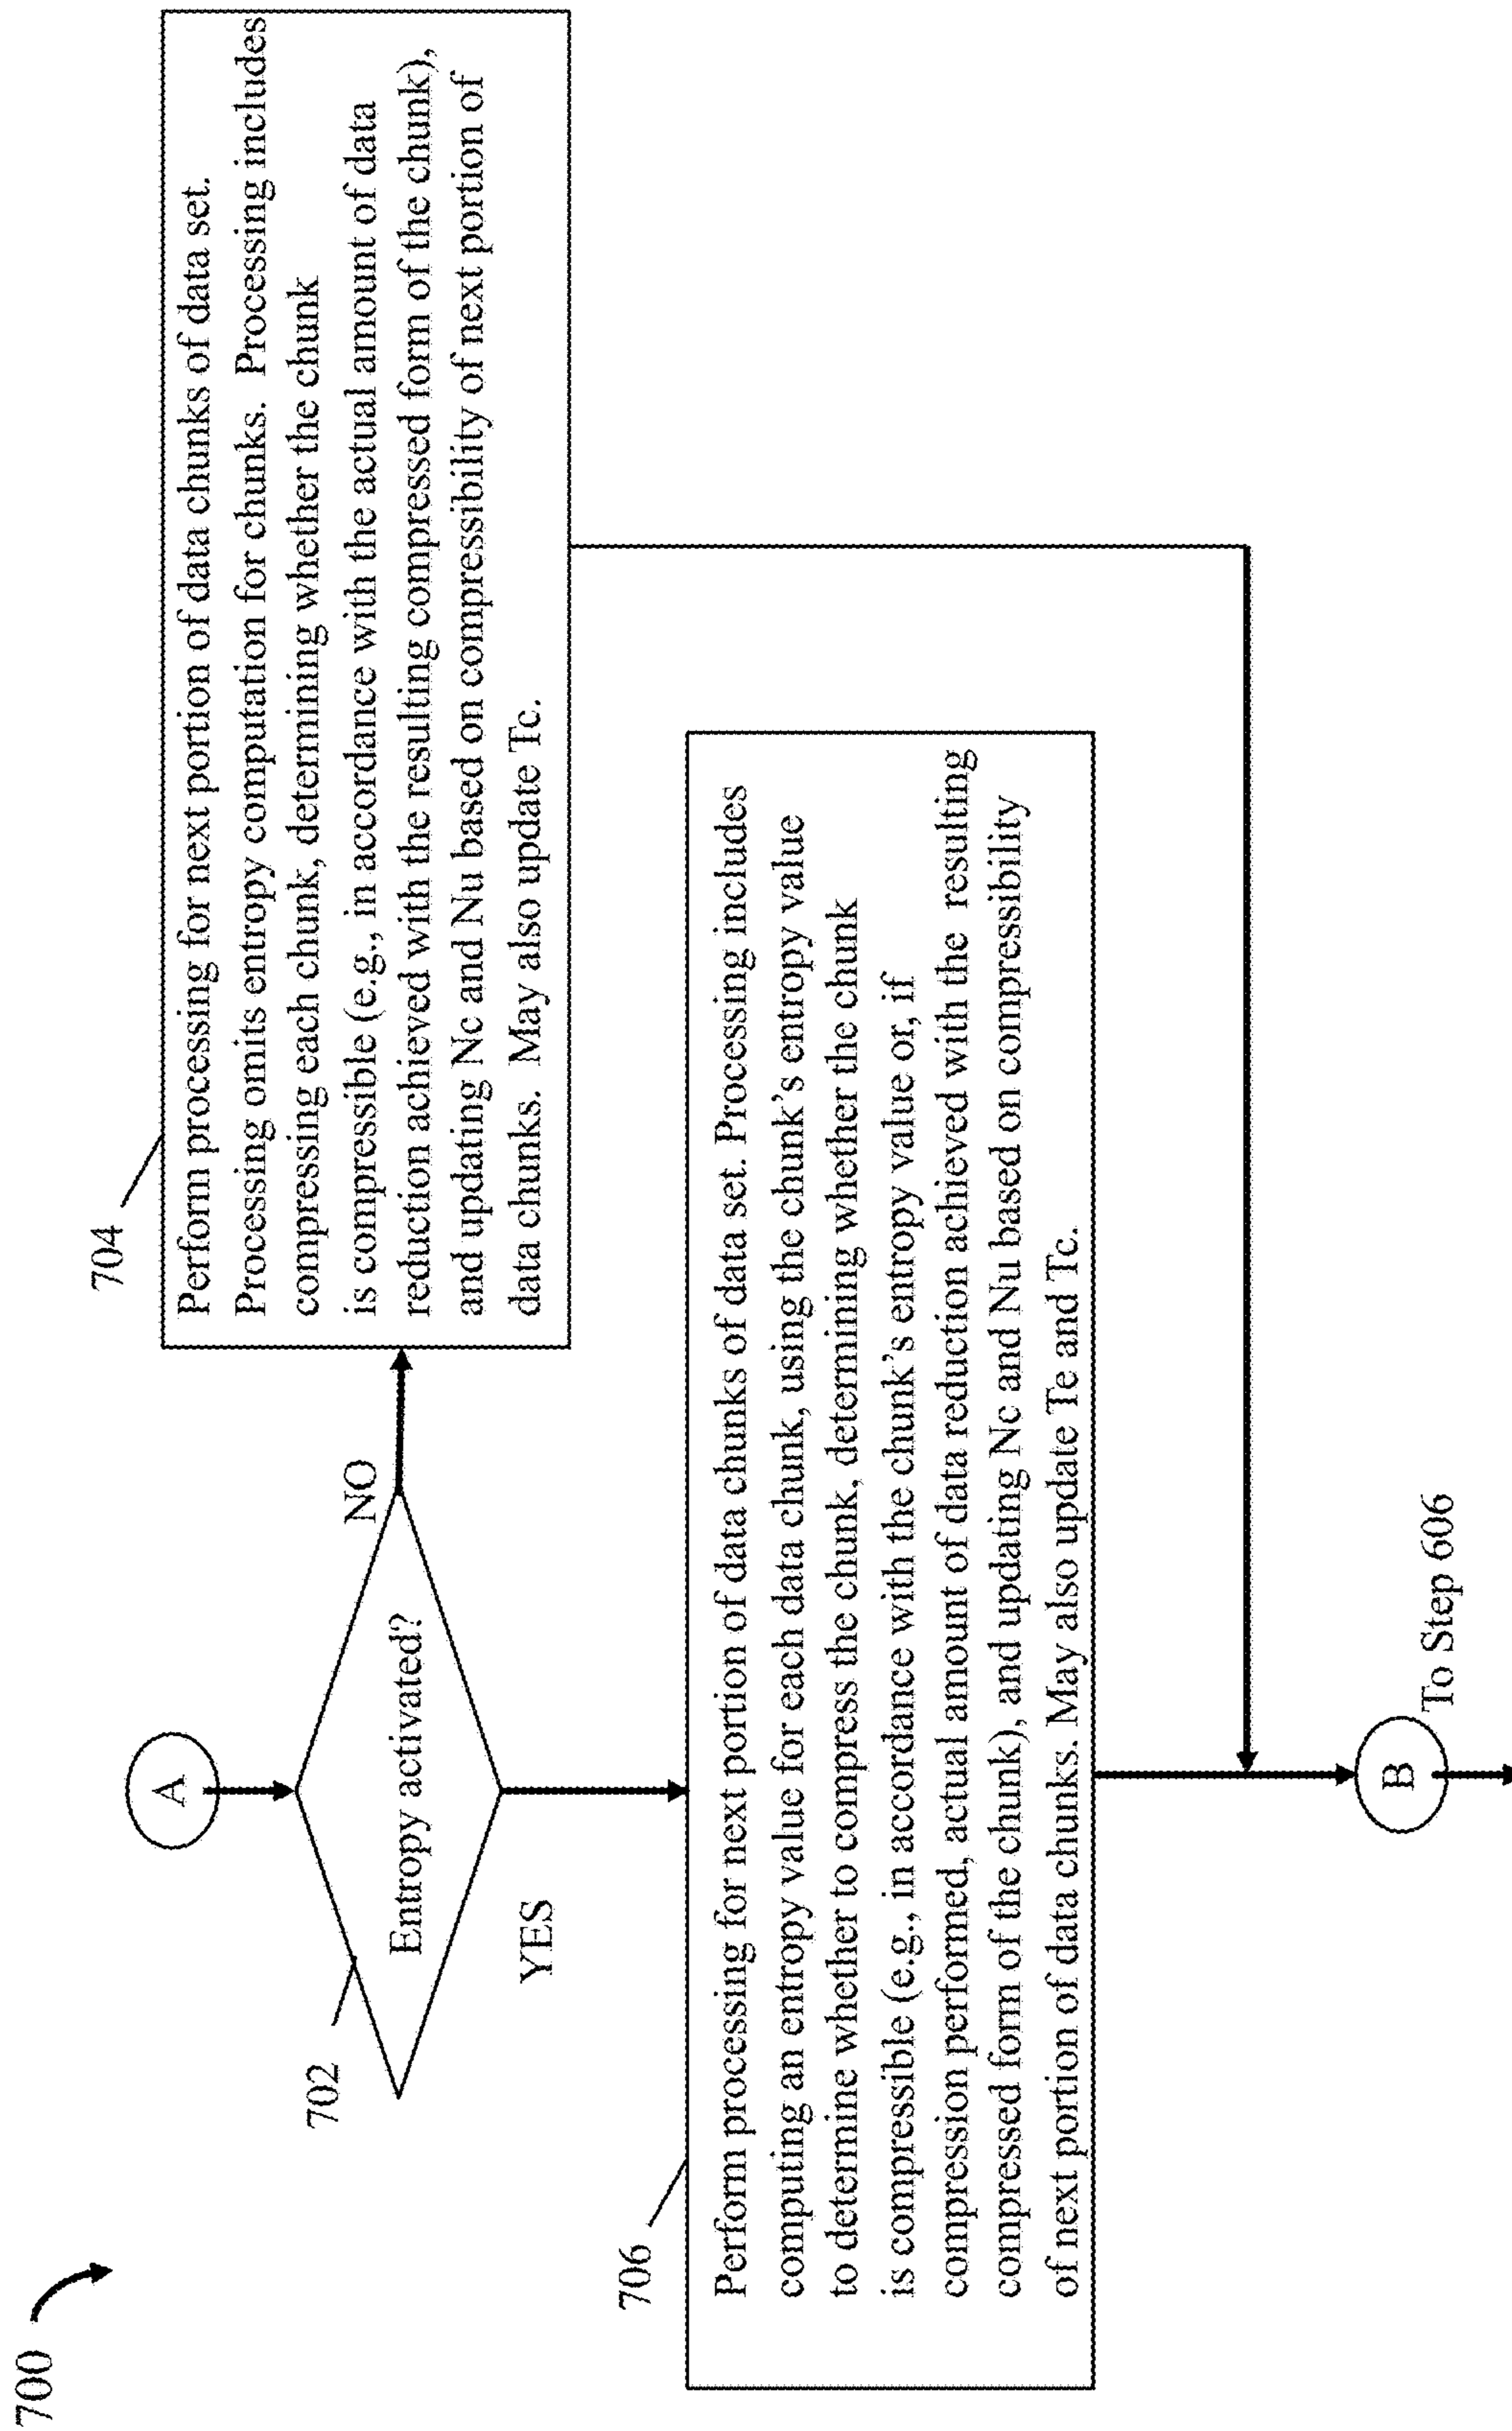 700
A
702
Entropy activated?
NO
YES
704
Perform processing for next portion of data chunks of data set.
Processing omits entropy computation for chunks. Processing includes
compressing each chunk, determining whether the chunk
is compressible (e.g., in accordance with the actual amount of data
reduction achieved with the resulting compressed form of the chunk),
and updating Nc and Nu based on compressibility of next portion of
data chunks. May also update Tc.
706
Perform processing for next portion of data chunks of data set. Processing includes
computing an entropy value for each data chunk, using the chunk's entropy value
to determine whether to compress the chunk, determining whether the chunk
is compressible (e.g., in accordance with the chunk's entropy value or, if
compression performed, actual amount of data reduction achieved with the resulting
compressed form of the chunk), and updating Nc and Nu based on compressibility
of next portion of data chunks. May also update Te and Tc.
B
To Step 606